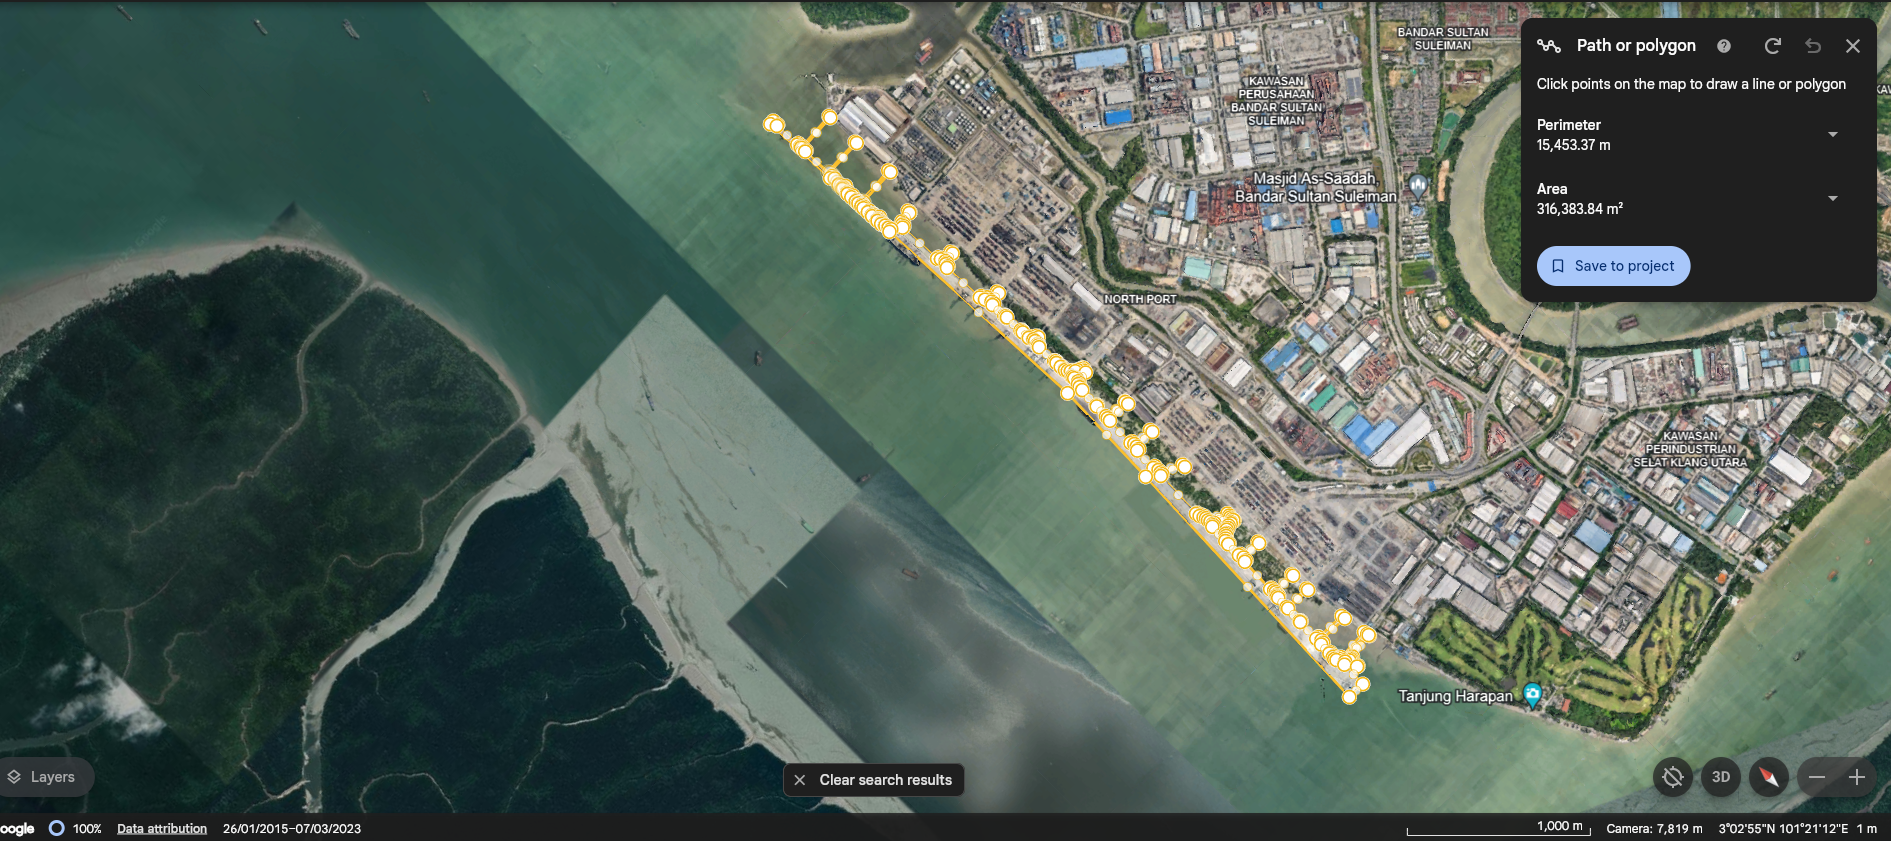 BANDAR SULTAN
SULEIMAN
KAWASAN
PERUSAHAAN
BANDAR SULTAN
SULEIMAN
Masjid As-Saadah,
Bandar Sultan Suleiman
NORTH PORT
KAWASAN
PERINDUSTRIAN
SELAT KLANG UTARA
Tanjung Harapan
Path or polygon
Click points on the map to draw a line or polygon
Perimeter
15,453.37 m
Area
316,383.84 m²
Save to project
KAW
Layers
Clear search results
3D
oogle 100% Data attribution 26/01/2015–07/03/2023
1,000 m Camera: 7,819 m 3°02'55"N 101°21'12"E 1 m